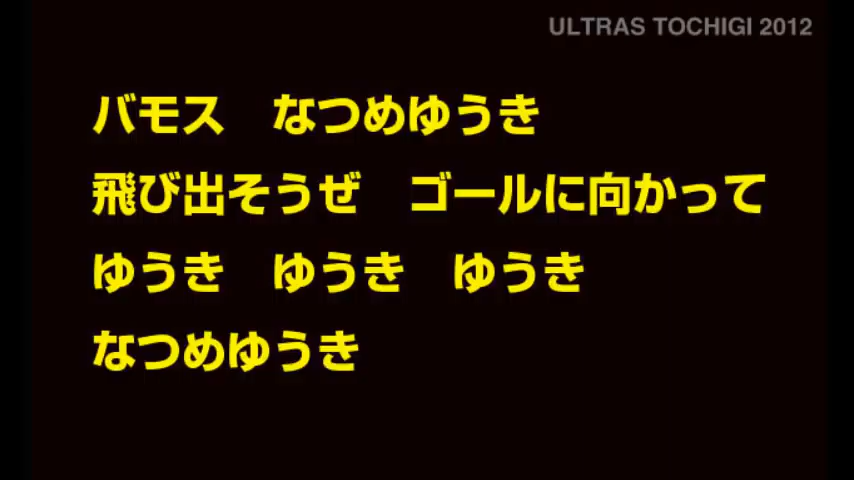 ULTRAS TOCHIGI 2012
バモス　なつめゆうき
飛び出そうぜ　ゴールに向かって
ゆうき　ゆうき　ゆうき
なつめゆうき